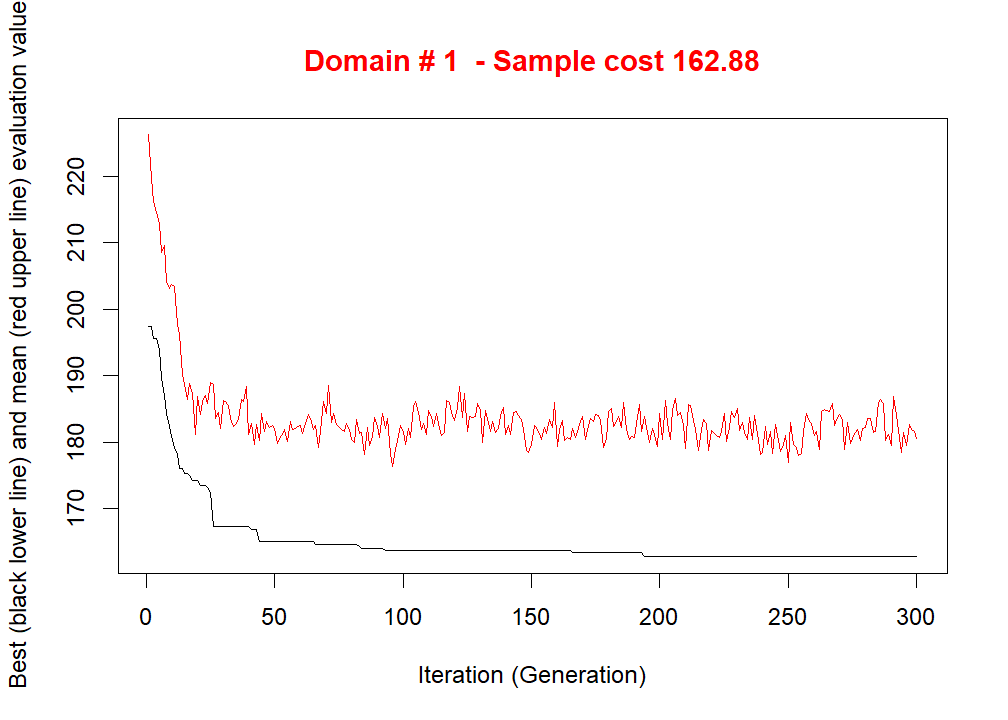 Domain # 1  - Sample cost 162.88
Best (black lower line) and mean (red upper line) evaluation value
220
210
200
190
180
170
0 50 100 150 200 250 300
Iteration (Generation)